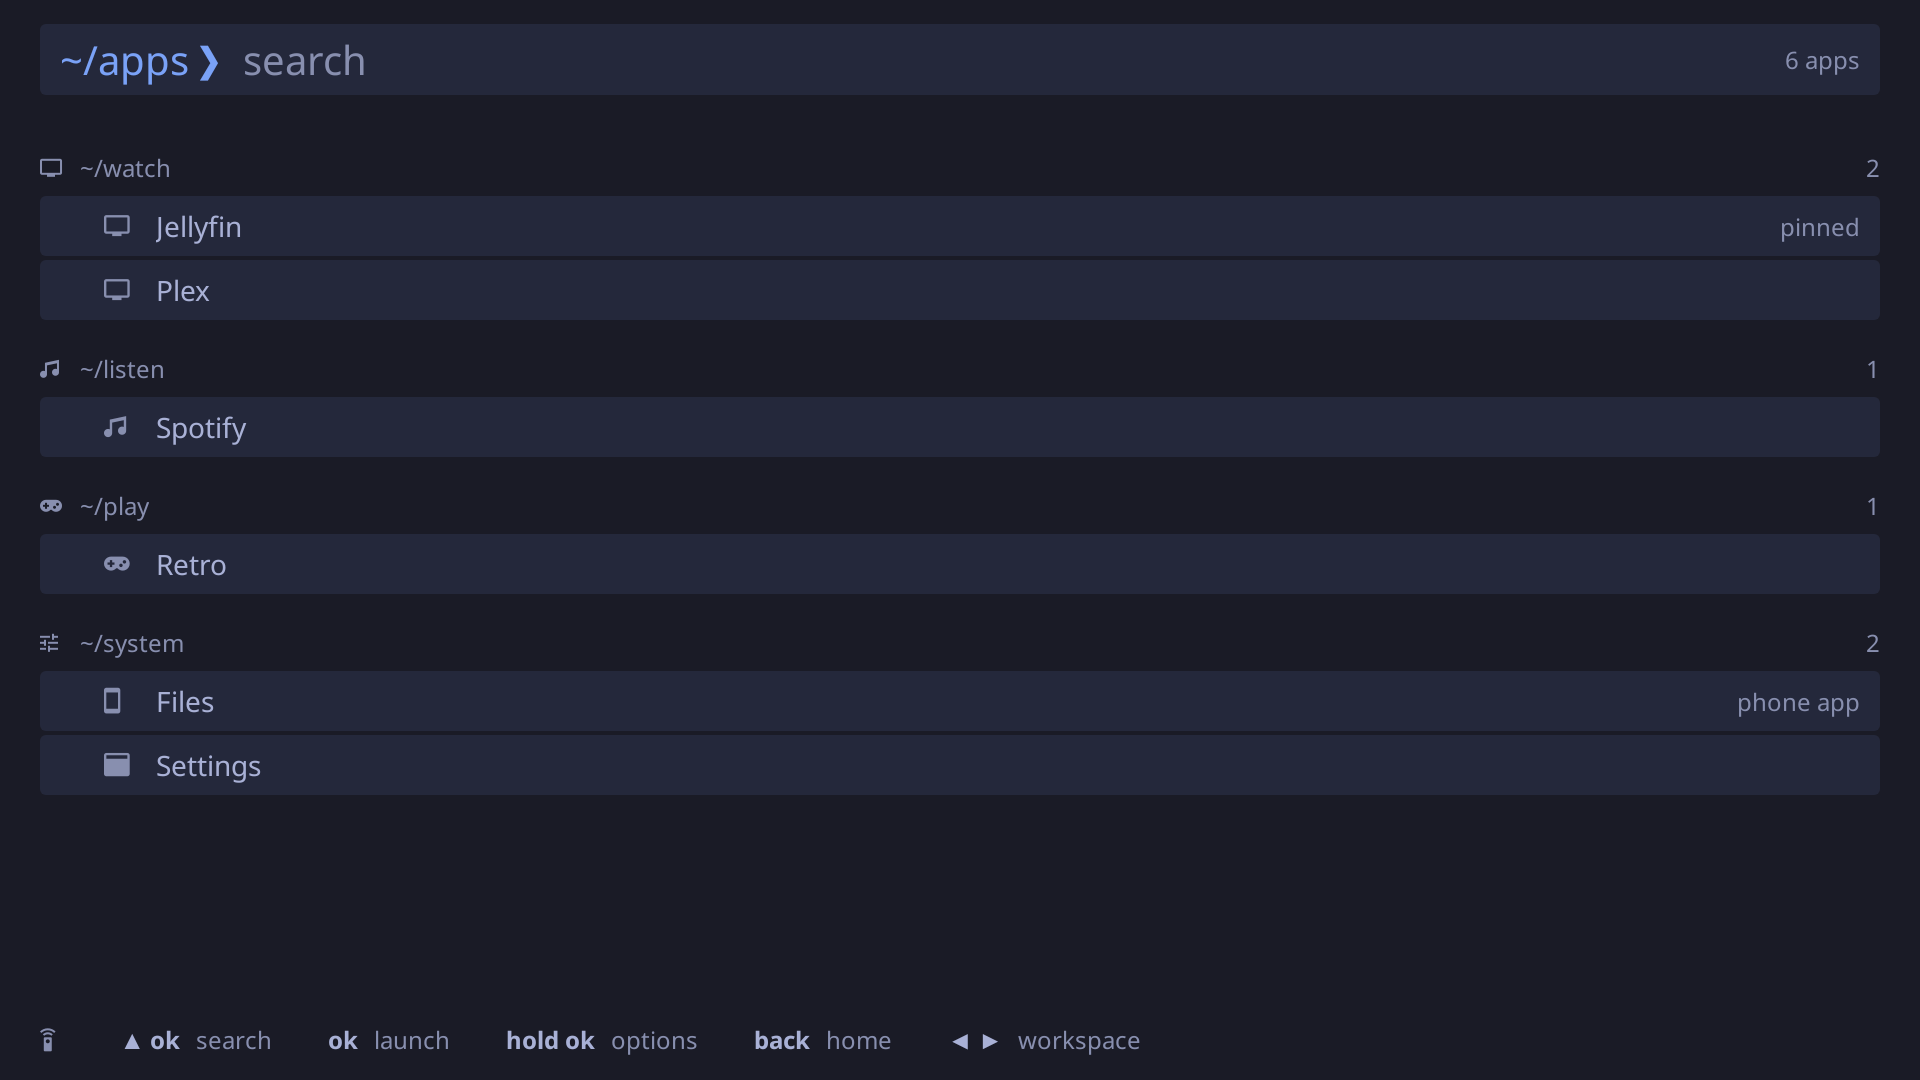 ~/apps❯ search 6 apps
~/watch 2
Jellyfin pinned
Plex
~/listen 1
Spotify
~/play 1
Retro
~/system 2
Files phone app
Settings
▲ ok search ok launch hold ok options back home ◀ ▶ workspace